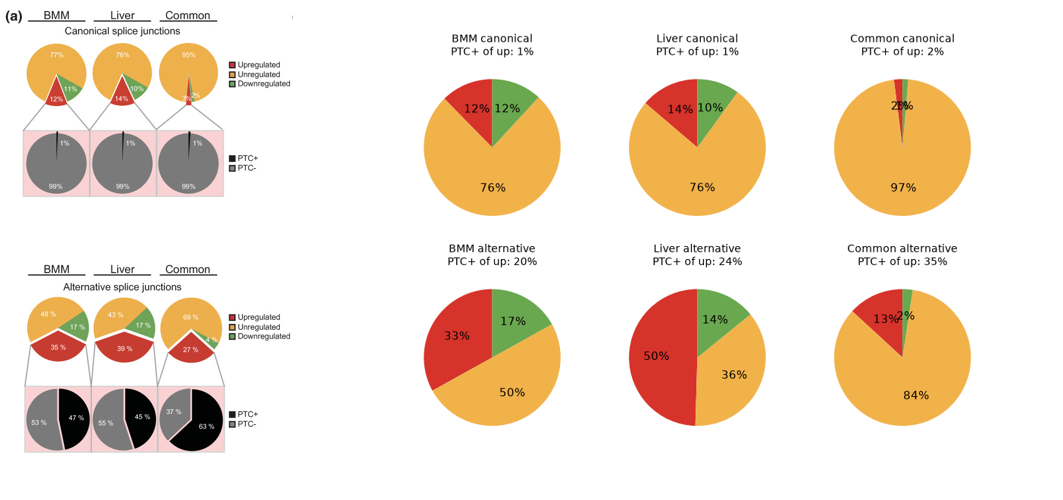 (a)
BMM Liver Common
Canonical splice junctions
77% 76% 95%
11% 10%
12% 14%
Upregulated
Unregulated
Downregulated
1% 1% 1%
99% 99% 99%
PTC+
PTC-
BMM Liver Common
Alternative splice junctions
48 % 43 % 69 %
17 % 17 %
35 % 39 % 27 %
Upregulated
Unregulated
Downregulated
53 % 47 % 55 % 45 % 37 % 63 %
PTC+
PTC-
BMM canonical
PTC+ of up: 1%
12% 12%
76%
Liver canonical
PTC+ of up: 1%
14% 10%
76%
Common canonical
PTC+ of up: 2%
97%
BMM alternative
PTC+ of up: 20%
33% 17%
50%
Liver alternative
PTC+ of up: 24%
50% 14%
36%
Common alternative
PTC+ of up: 35%
13% 2%
84%